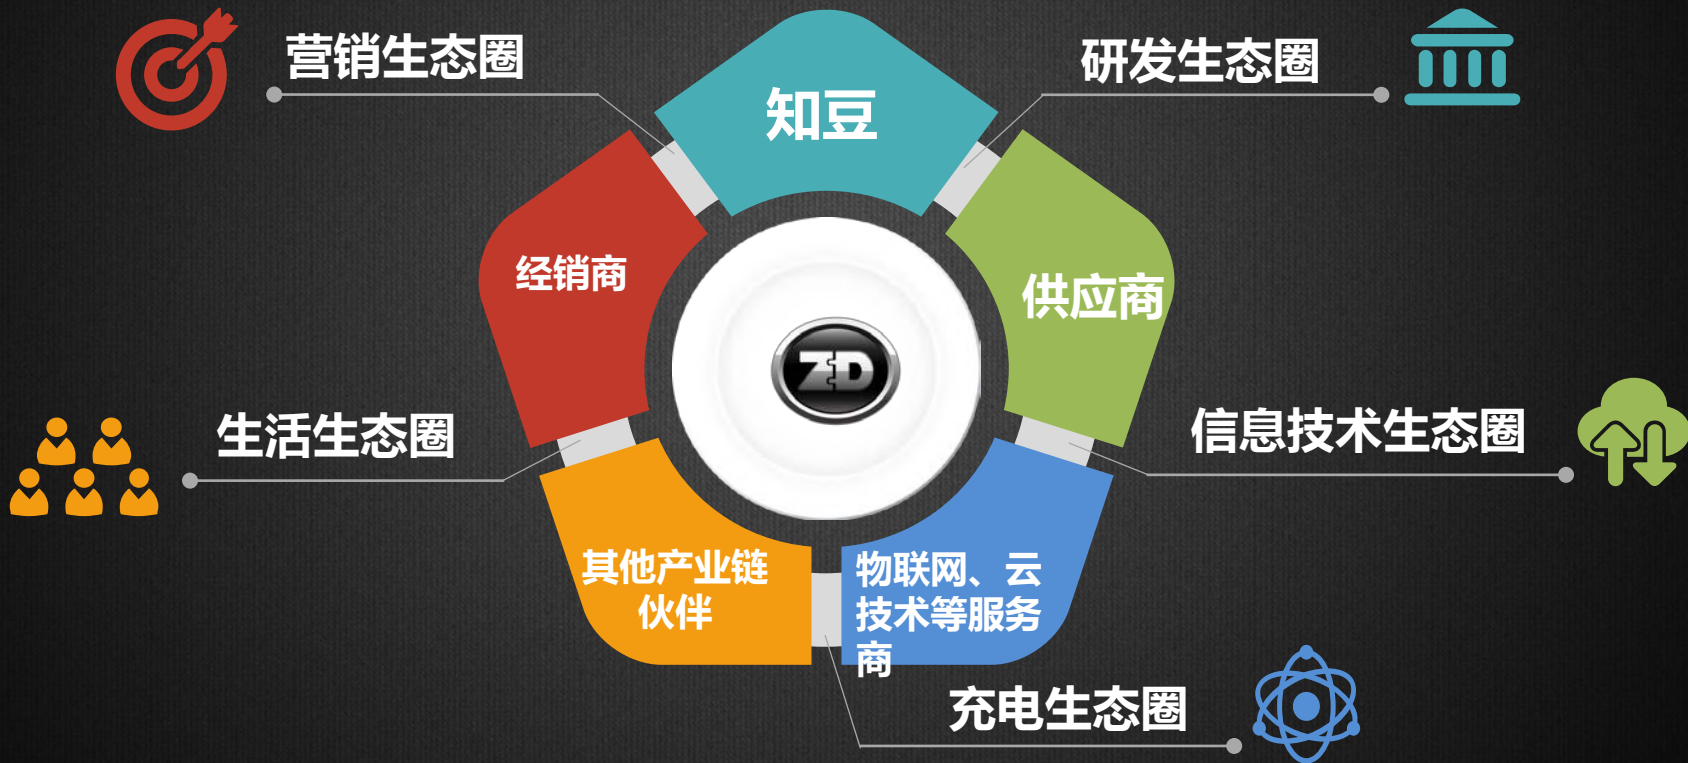 营销生态圈
研发生态圈
知豆
经销商
供应商
ZD
生活生态圈
信息技术生态圈
其他产业链
伙伴
物联网、云
技术等服务
商
充电生态圈